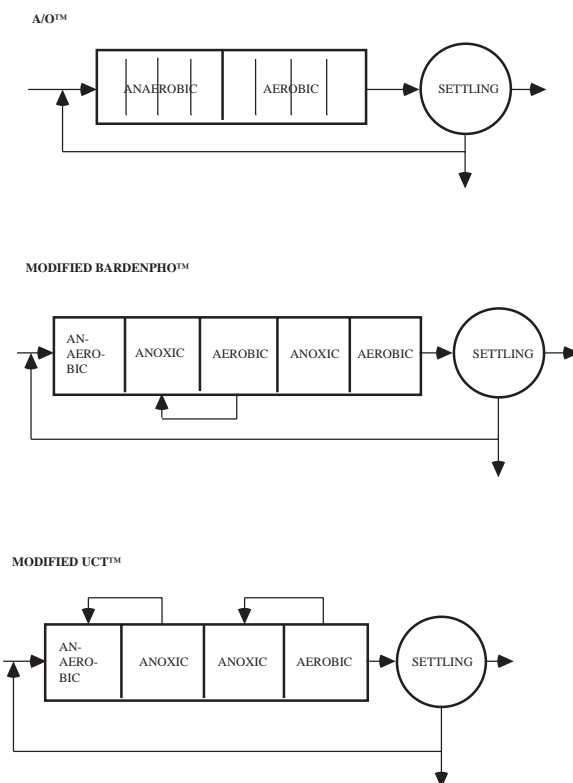 A/O™
ANAEROBIC
AEROBIC
SETTLING
MODIFIED BARDENPHO™
AN-
AERO-
BIC
ANOXIC
AEROBIC
ANOXIC
AEROBIC
SETTLING
MODIFIED UCT™
AN-
AERO-
BIC
ANOXIC
ANOXIC
AEROBIC
SETTLING